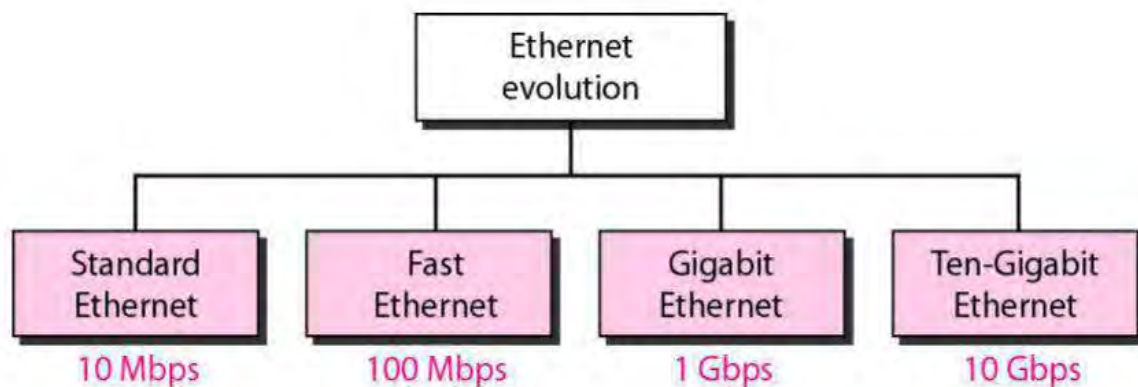 Ethernet
evolution
Standard
Ethernet
Fast
Ethernet
Gigabit
Ethernet
Ten-Gigabit
Ethernet
10 Mbps
100 Mbps
1 Gbps
10 Gbps